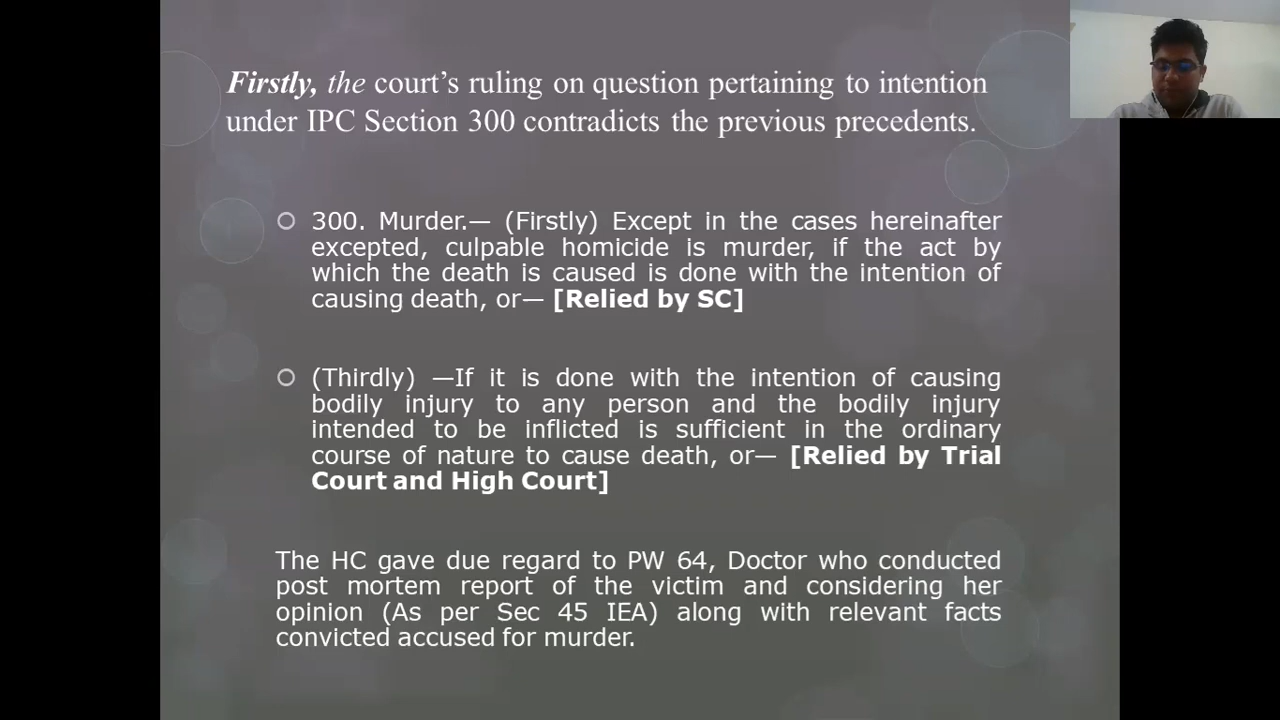 Firstly, the court’s ruling on question pertaining to intention
under IPC Section 300 contradicts the previous precedents.
300. Murder.— (Firstly) Except in the cases hereinafter
excepted, culpable homicide is murder, if the act by
which the death is caused is done with the intention of
causing death, or— [Relied by SC]
(Thirdly) —If it is done with the intention of causing
bodily injury to any person and the bodily injury
intended to be inflicted is sufficient in the ordinary
course of nature to cause death, or— [Relied by Trial
Court and High Court]
The HC gave due regard to PW 64, Doctor who conducted
post mortem report of the victim and considering her
opinion (As per Sec 45 IEA) along with relevant facts
convicted accused for murder.